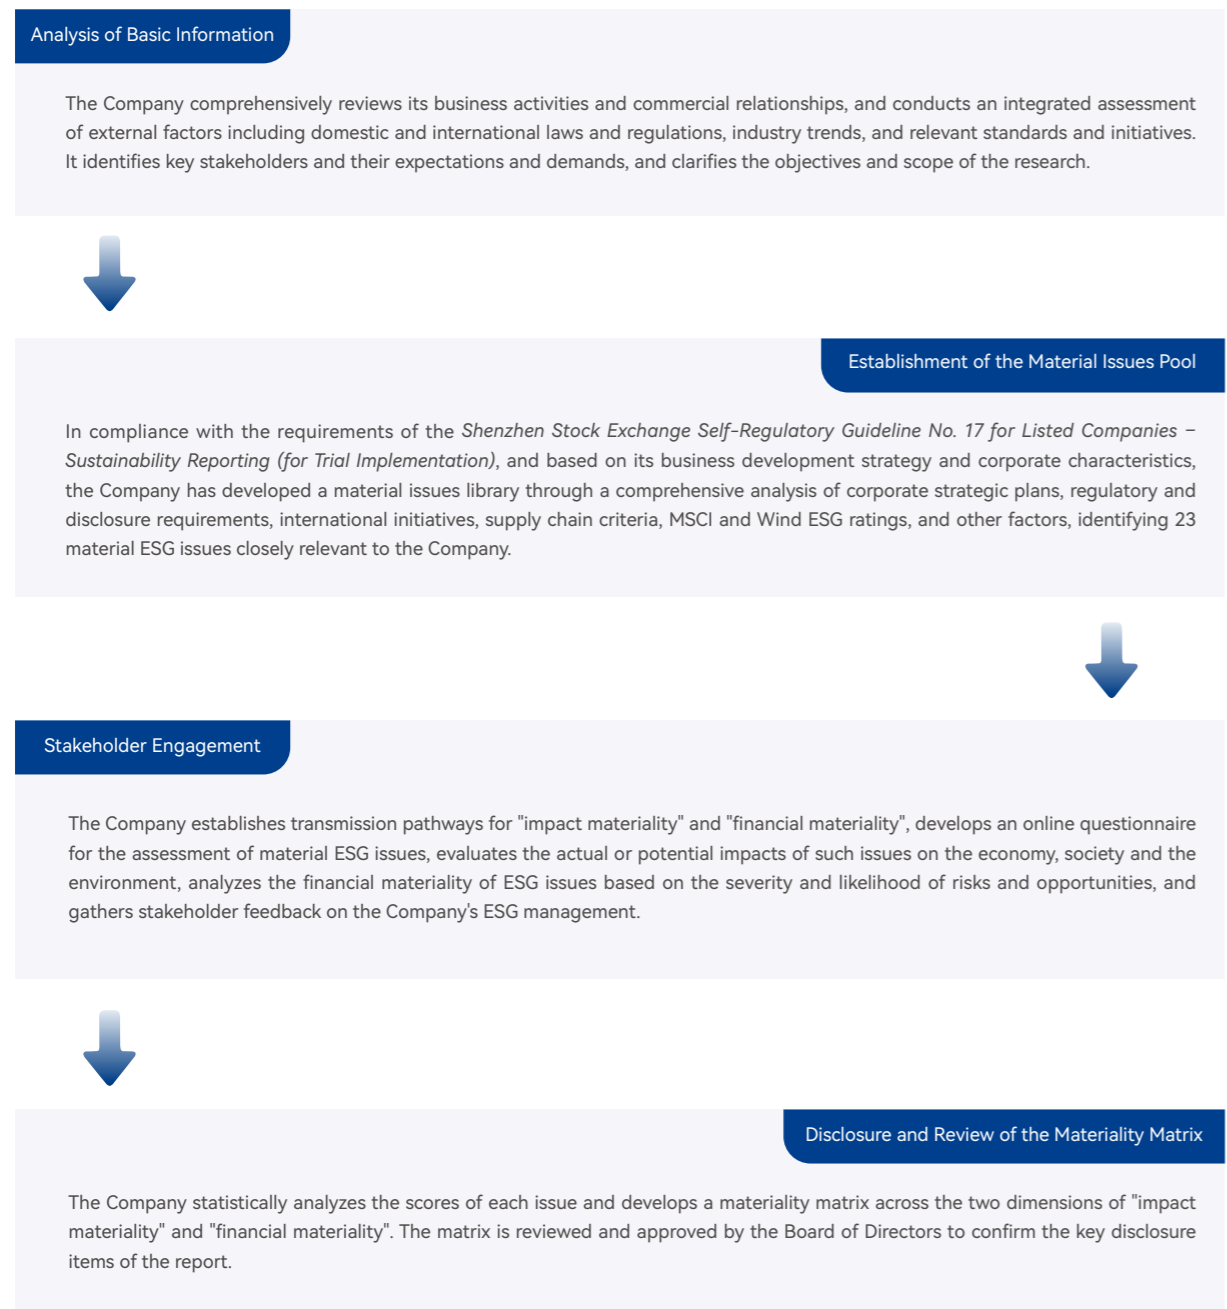 Analysis of Basic Information
The Company comprehensively reviews its business activities and commercial relationships, and conducts an integrated assessment
of external factors including domestic and international laws and regulations, industry trends, and relevant standards and initiatives.
It identifies key stakeholders and their expectations and demands, and clarifies the objectives and scope of the research.
Establishment of the Material Issues Pool
In compliance with the requirements of the Shenzhen Stock Exchange Self-Regulatory Guideline No. 17 for Listed Companies –
Sustainability Reporting (for Trial Implementation), and based on its business development strategy and corporate characteristics,
the Company has developed a material issues library through a comprehensive analysis of corporate strategic plans, regulatory and
disclosure requirements, international initiatives, supply chain criteria, MSCI and Wind ESG ratings, and other factors, identifying 23
material ESG issues closely relevant to the Company.
Stakeholder Engagement
The Company establishes transmission pathways for "impact materiality" and "financial materiality", develops an online questionnaire
for the assessment of material ESG issues, evaluates the actual or potential impacts of such issues on the economy, society and the
environment, analyzes the financial materiality of ESG issues based on the severity and likelihood of risks and opportunities, and
gathers stakeholder feedback on the Company's ESG management.
Disclosure and Review of the Materiality Matrix
The Company statistically analyzes the scores of each issue and develops a materiality matrix across the two dimensions of "impact
materiality" and "financial materiality". The matrix is reviewed and approved by the Board of Directors to confirm the key disclosure
items of the report.